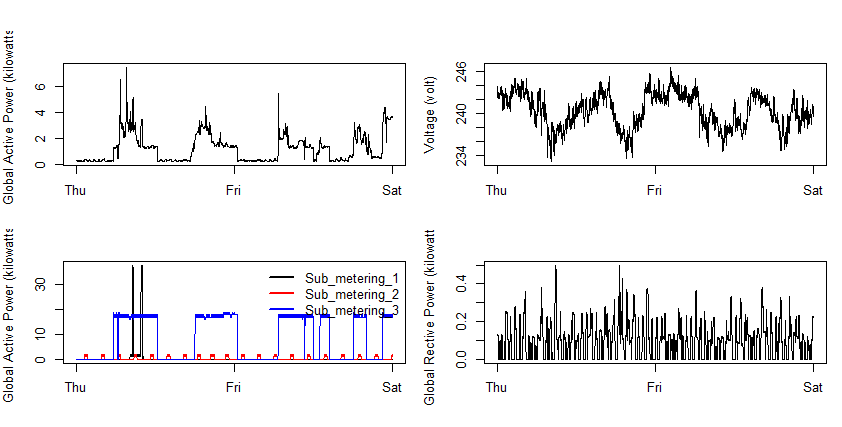 Global Active Power (kilowatts
6
4
2
0
Thu
Fri
Sat
Voltage (volt)
246
240
234
Thu
Fri
Sat
Global Active Power (kilowatts
30
10
0
Sub_metering_1
Sub_metering_2
Sub_metering_3
Thu
Fri
Sat
Global Rective Power (kilowatt
0.4
0.2
0.0
Thu
Fri
Sat